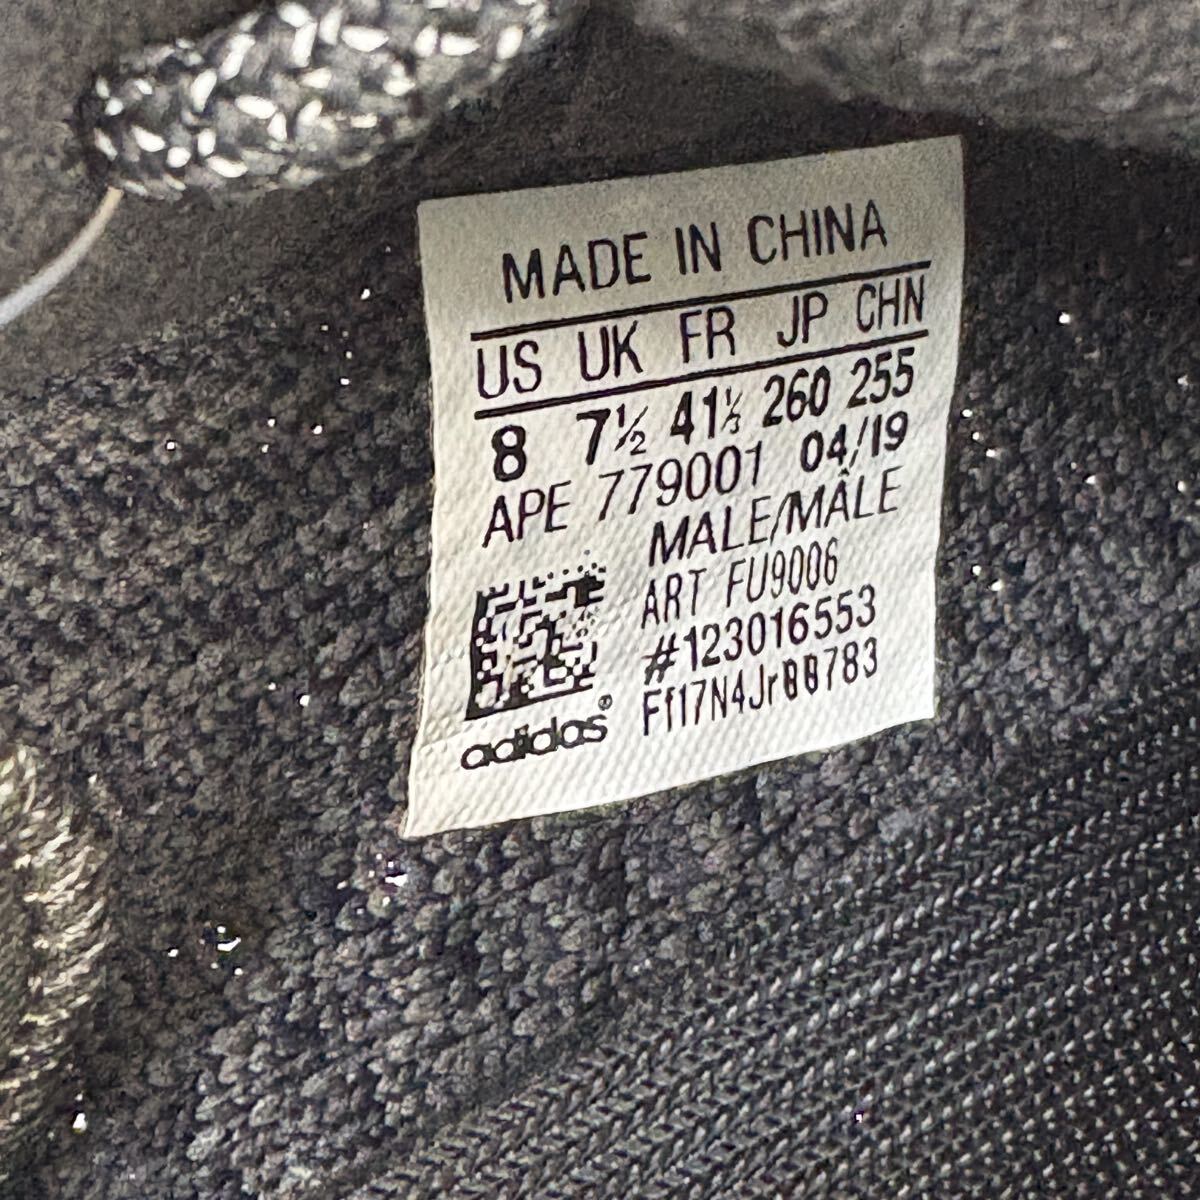 MADE IN CHINA
US UK FR JP CHN
8 7½ 41⅓ 260 255
APE 779001 04/19
MALE/MÂLE
ART FU9006
#123016553
Ff17N4Jr00783
adidas®